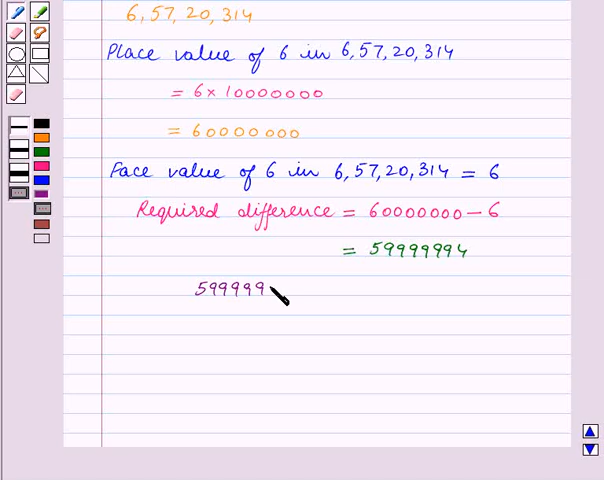 6,57,20,314
Place value of 6 in 6,57,20,314
= 6 × 10000000
= 60000000
Face value of 6 in 6,57,20,314 = 6
Required difference = 60000000 - 6
= 59999994
599999